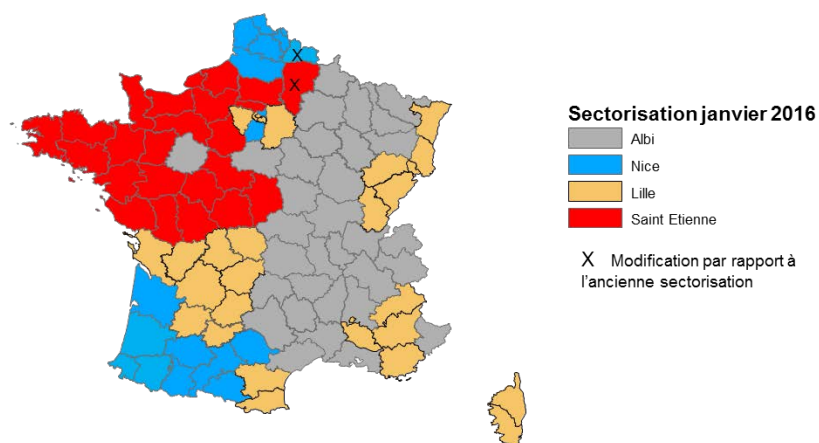 X
X
Sectorisation janvier 2016
Albi
Nice
Lille
Saint Etienne
X Modification par rapport à
l'ancienne sectorisation